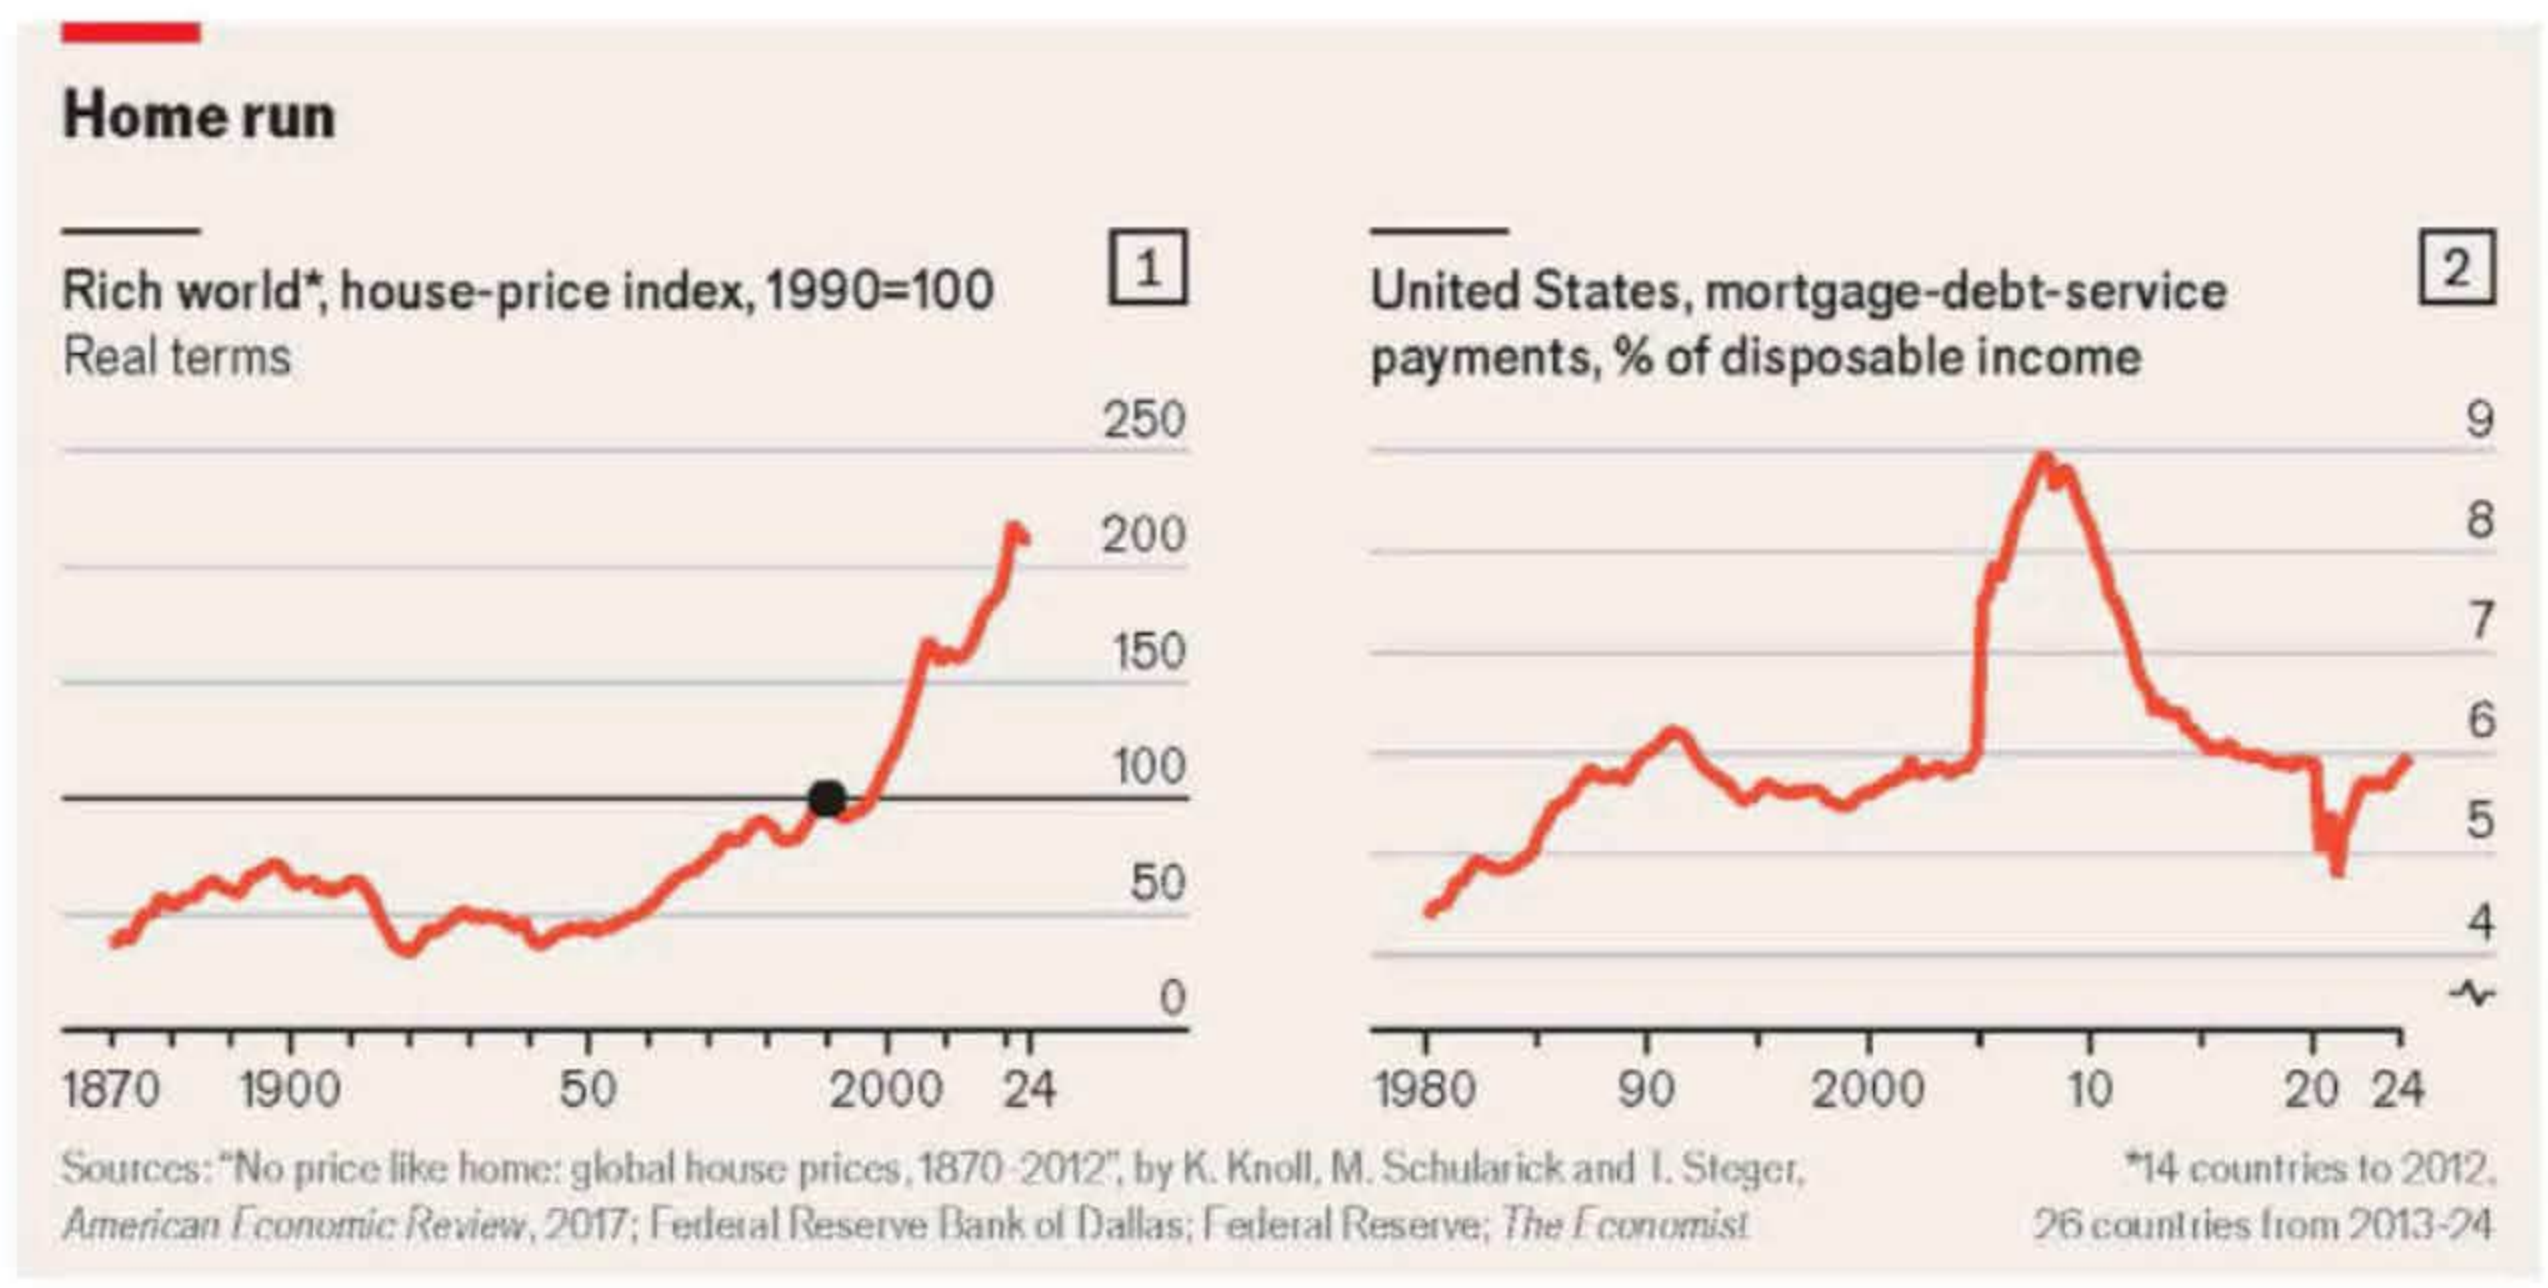 Home run
1
Rich world*, house-price index, 1990=100
Real terms
250
200
150
100
50
0
1870 1900 50 2000 24
2
United States, mortgage-debt-service
payments, % of disposable income
9
8
7
6
5
4
1980 90 2000 10 20 24
Sources: “No price like home: global house prices, 1870-2012”, by K. Knoll, M. Schularick and T. Steger,
American Economic Review, 2017; Federal Reserve Bank of Dallas; Federal Reserve; The Economist
*14 countries to 2012,
26 countries from 2013-24